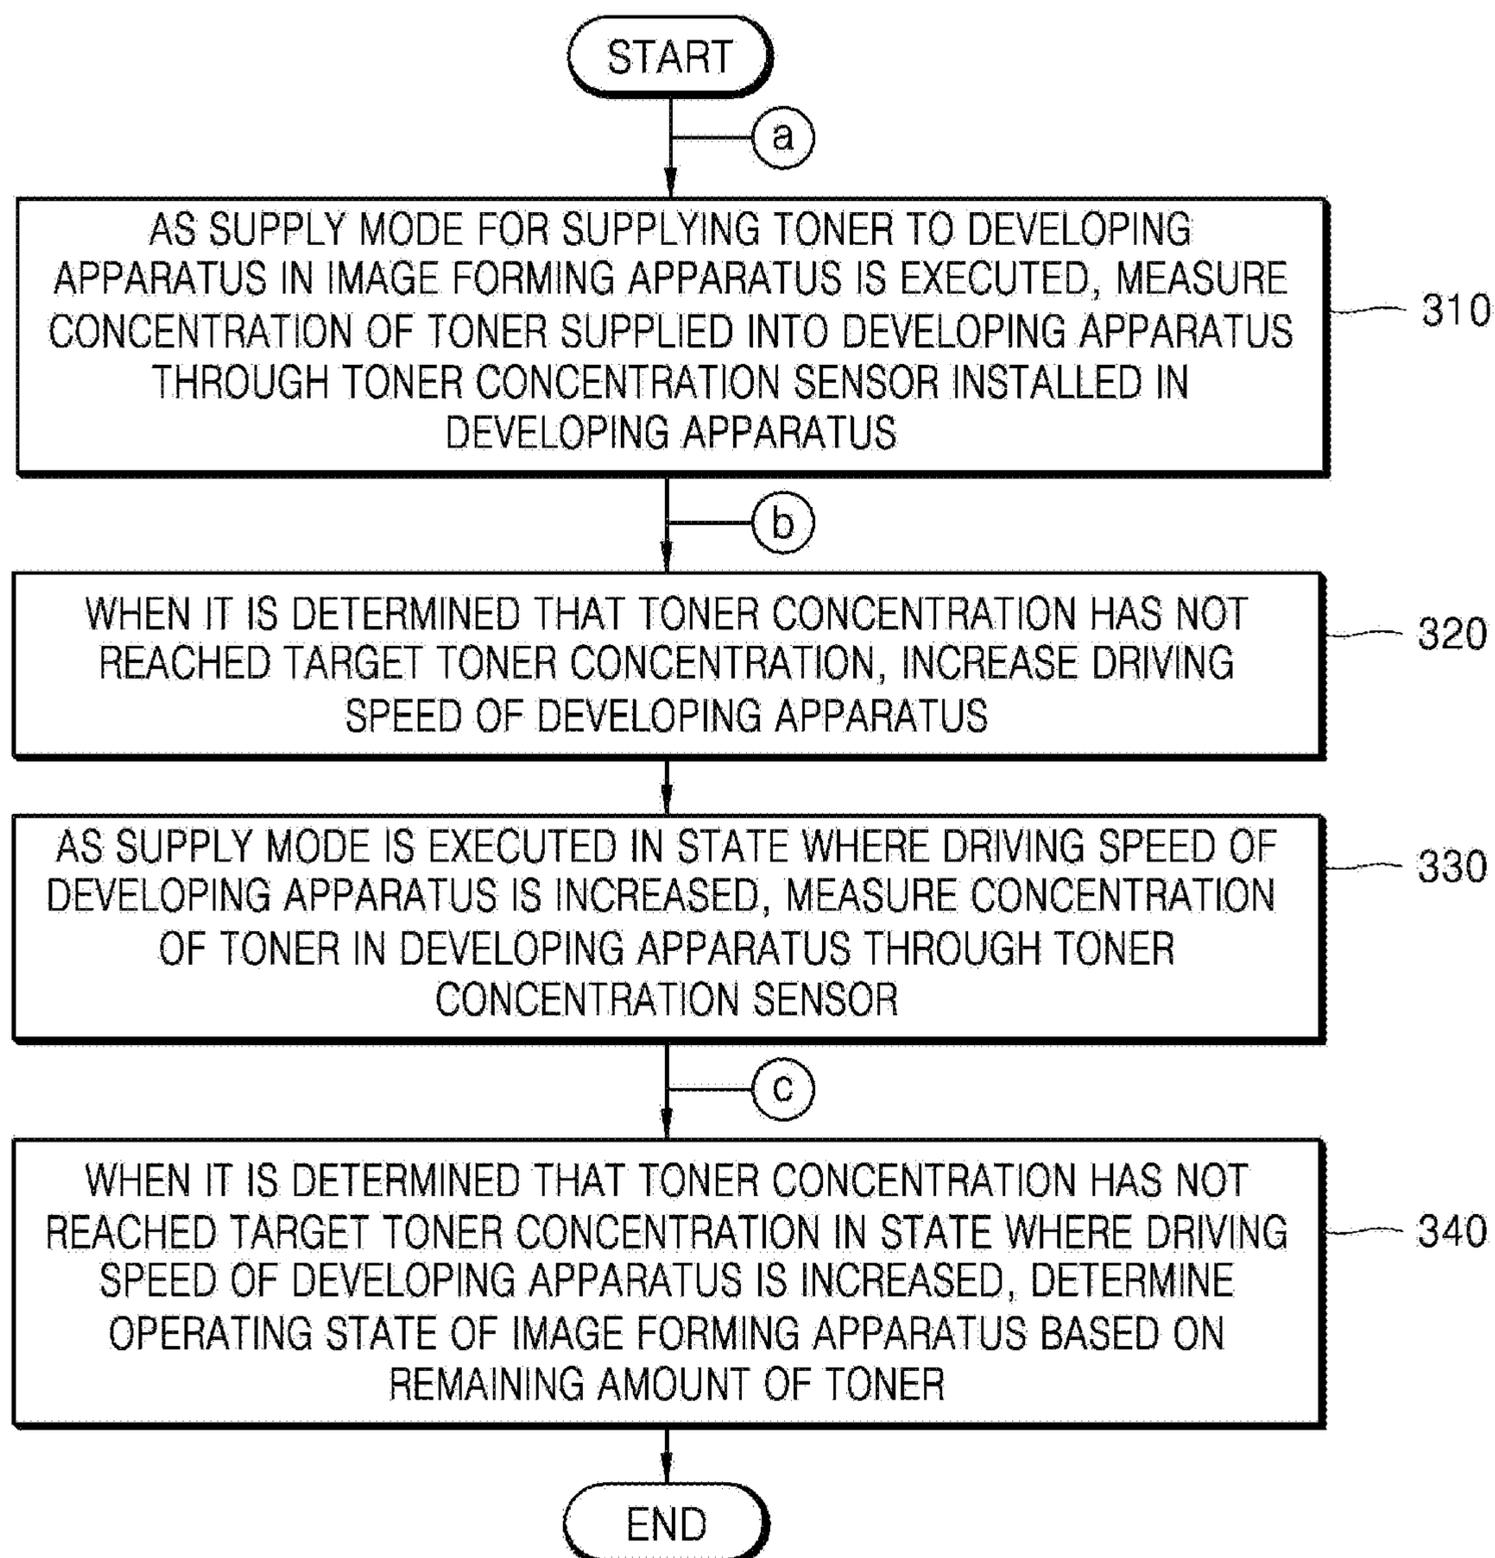 START
a
AS SUPPLY MODE FOR SUPPLYING TONER TO DEVELOPING
APPARATUS IN IMAGE FORMING APPARATUS IS EXECUTED, MEASURE
CONCENTRATION OF TONER SUPPLIED INTO DEVELOPING APPARATUS
THROUGH TONER CONCENTRATION SENSOR INSTALLED IN
DEVELOPING APPARATUS
310
b
WHEN IT IS DETERMINED THAT TONER CONCENTRATION HAS NOT
REACHED TARGET TONER CONCENTRATION, INCREASE DRIVING
SPEED OF DEVELOPING APPARATUS
320
AS SUPPLY MODE IS EXECUTED IN STATE WHERE DRIVING SPEED OF
DEVELOPING APPARATUS IS INCREASED, MEASURE CONCENTRATION
OF TONER IN DEVELOPING APPARATUS THROUGH TONER
CONCENTRATION SENSOR
330
c
WHEN IT IS DETERMINED THAT TONER CONCENTRATION HAS NOT
REACHED TARGET TONER CONCENTRATION IN STATE WHERE DRIVING
SPEED OF DEVELOPING APPARATUS IS INCREASED, DETERMINE
OPERATING STATE OF IMAGE FORMING APPARATUS BASED ON
REMAINING AMOUNT OF TONER
340
END